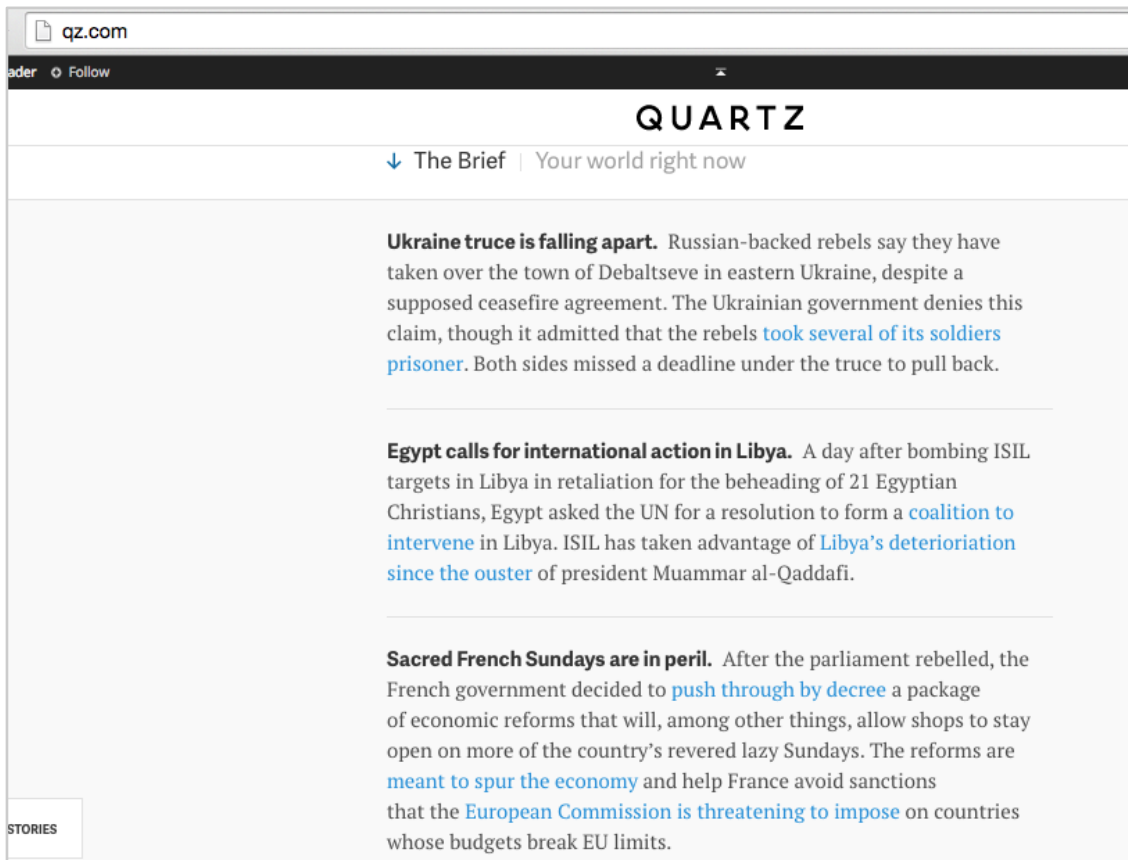 qz.com
ader Follow
QUARTZ
↓ The Brief | Your world right now
Ukraine truce is falling apart. Russian-backed rebels say they have
taken over the town of Debaltseve in eastern Ukraine, despite a
supposed ceasefire agreement. The Ukrainian government denies this
claim, though it admitted that the rebels took several of its soldiers
prisoner. Both sides missed a deadline under the truce to pull back.
Egypt calls for international action in Libya. A day after bombing ISIL
targets in Libya in retaliation for the beheading of 21 Egyptian
Christians, Egypt asked the UN for a resolution to form a coalition to
intervene in Libya. ISIL has taken advantage of Libya’s deterioriation
since the ouster of president Muammar al-Qaddafi.
Sacred French Sundays are in peril. After the parliament rebelled, the
French government decided to push through by decree a package
of economic reforms that will, among other things, allow shops to stay
open on more of the country’s revered lazy Sundays. The reforms are
meant to spur the economy and help France avoid sanctions
that the European Commission is threatening to impose on countries
whose budgets break EU limits.
STORIES